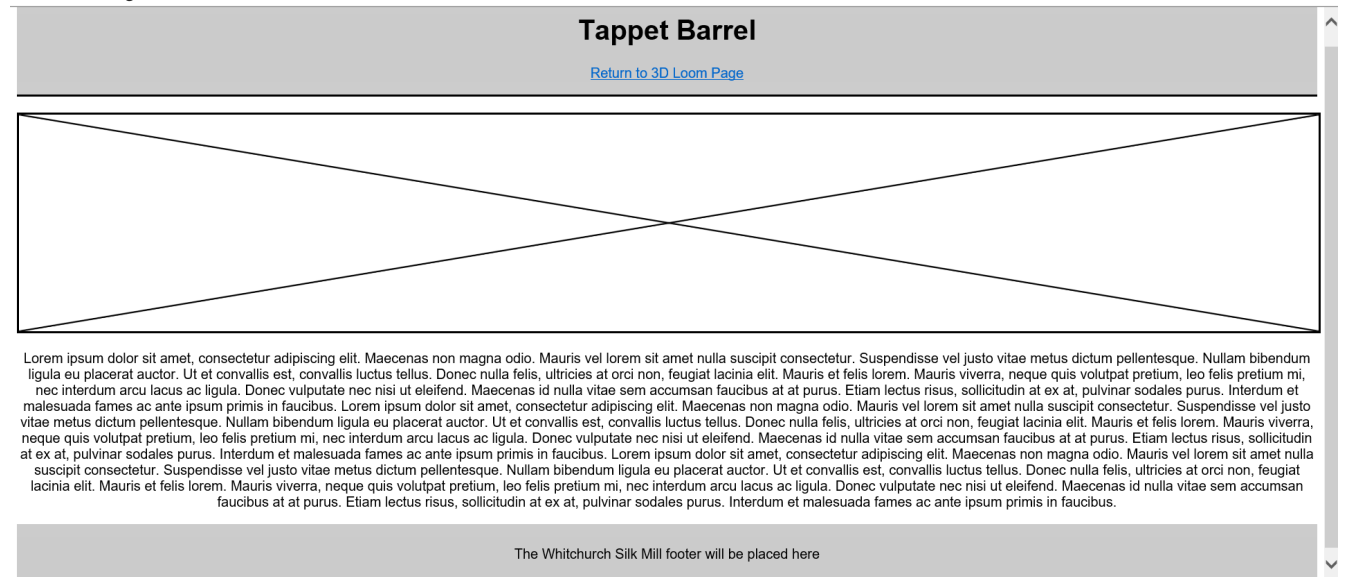 Tappet Barrel
Return to 3D Loom Page
Lorem ipsum dolor sit amet, consectetur adipiscing elit. Maecenas non magna odio. Mauris vel lorem sit amet nulla suscipit consectetur. Suspendisse vel justo vitae metus dictum pellentesque. Nullam bibendum
ligula eu placerat auctor. Ut et convallis est, convallis luctus tellus. Donec nulla felis, ultricies at orci non, feugiat lacinia elit. Mauris et felis lorem. Mauris viverra, neque quis volutpat pretium, leo felis pretium mi,
nec interdum arcu lacus ac ligula. Donec vulputate nec nisi ut eleifend. Maecenas id nulla vitae sem accumsan faucibus at at purus. Etiam lectus risus, sollicitudin at ex at, pulvinar sodales purus. Interdum et
malesuada fames ac ante ipsum primis in faucibus. Lorem ipsum dolor sit amet, consectetur adipiscing elit. Maecenas non magna odio. Mauris vel lorem sit amet nulla suscipit consectetur. Suspendisse vel justo
vitae metus dictum pellentesque. Nullam bibendum ligula eu placerat auctor. Ut et convallis est, convallis luctus tellus. Donec nulla felis, ultricies at orci non, feugiat lacinia elit. Mauris et felis lorem. Mauris viverra,
neque quis volutpat pretium, leo felis pretium mi, nec interdum arcu lacus ac ligula. Donec vulputate nec nisi ut eleifend. Maecenas id nulla vitae sem accumsan faucibus at at purus. Etiam lectus risus, sollicitudin
at ex at, pulvinar sodales purus. Interdum et malesuada fames ac ante ipsum primis in faucibus. Lorem ipsum dolor sit amet, consectetur adipiscing elit. Maecenas non magna odio. Mauris vel lorem sit amet nulla
suscipit consectetur. Suspendisse vel justo vitae metus dictum pellentesque. Nullam bibendum ligula eu placerat auctor. Ut et convallis est, convallis luctus tellus. Donec nulla felis, ultricies at orci non, feugiat
lacinia elit. Mauris et felis lorem. Mauris viverra, neque quis volutpat pretium, leo felis pretium mi, nec interdum arcu lacus ac ligula. Donec vulputate nec nisi ut eleifend. Maecenas id nulla vitae sem accumsan
faucibus at at purus. Etiam lectus risus, sollicitudin at ex at, pulvinar sodales purus. Interdum et malesuada fames ac ante ipsum primis in faucibus.
The Whitchurch Silk Mill footer will be placed here